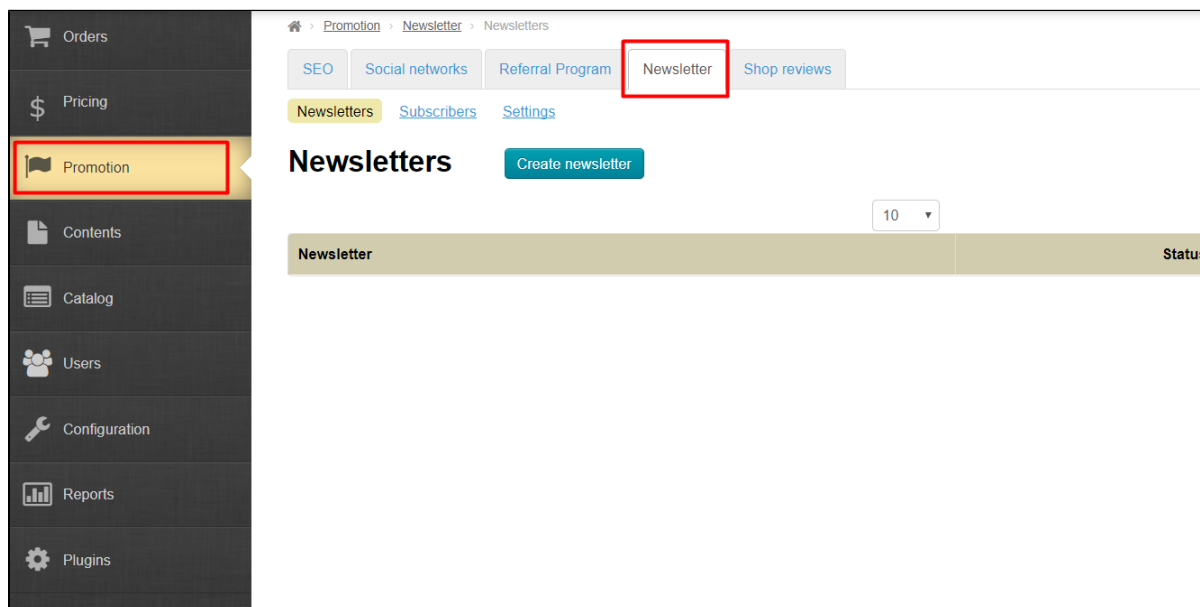 Orders
Pricing
Promotion
Contents
Catalog
Users
Configuration
Reports
Plugins
Promotion > Newsletter > Newsletters
SEO Social networks Referral Program Newsletter Shop reviews
Newsletters Subscribers Settings
Newsletters Create newsletter
10
Newsletter